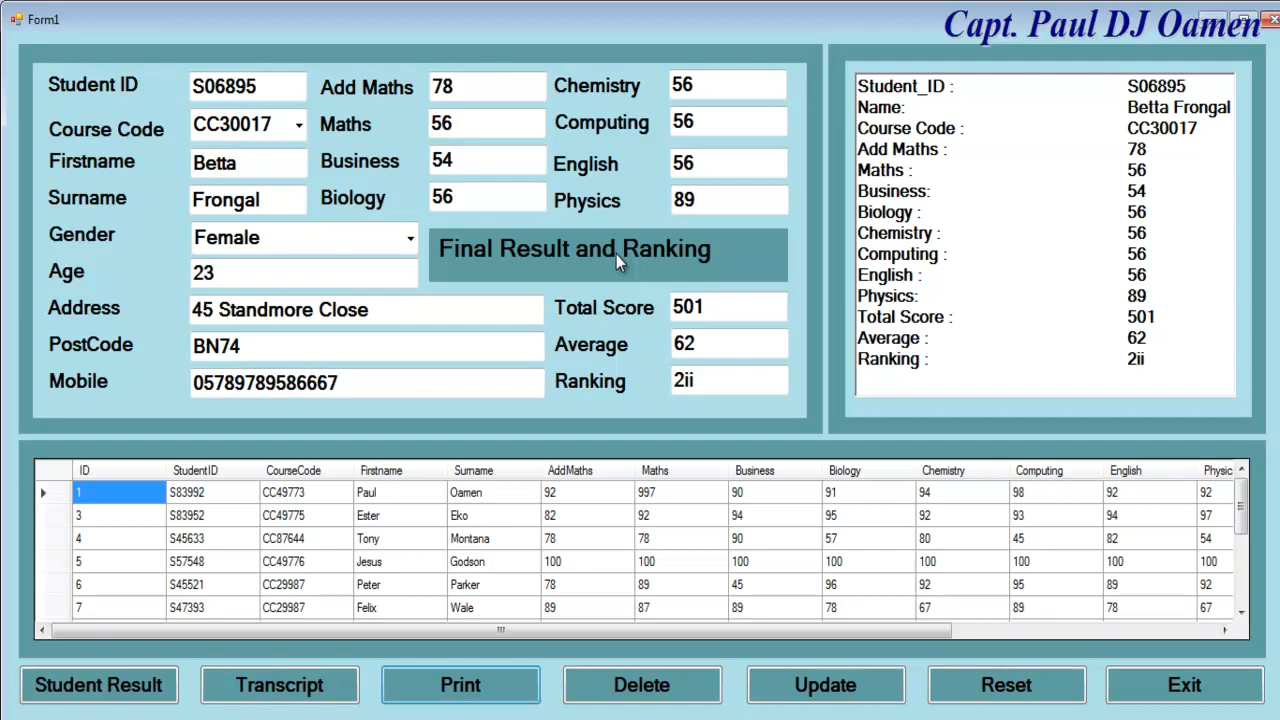 Form1
Capt. Paul DJ Oamen
Student ID S06895 Add Maths 78 Chemistry 56
Course Code CC30017 Maths 56 Computing 56
Firstname Betta Business 54 English 56
Surname Frongal Biology 56 Physics 89
Gender Female Final Result and Ranking
Age 23
Address 45 Standmore Close Total Score 501
PostCode BN74 Average 62
Mobile 05789789586667 Ranking 2ii
Student_ID : S06895
Name: Betta Frongal
Course Code : CC30017
Add Maths : 78
Maths : 56
Business: 54
Biology : 56
Chemistry : 56
Computing : 56
English : 56
Physics: 89
Total Score : 501
Average : 62
Ranking : 2ii
ID StudentID CourseCode Firstname Surname AddMaths Maths Business Biology Chemistry Computing English Physic
1 S83992 CC49773 Paul Oamen 92 997 90 91 94 98 92 92
3 S83952 CC49775 Ester Eko 82 92 94 95 92 93 94 97
4 S45633 CC87644 Tony Montana 78 78 90 57 80 45 82 54
5 S57548 CC49776 Jesus Godson 100 100 100 100 100 100 100 100
6 S45521 CC29987 Peter Parker 78 89 45 96 92 95 89 92
7 S47393 CC29987 Felix Wale 89 87 89 78 67 89 78 67
Student Result Transcript Print Delete Update Reset Exit